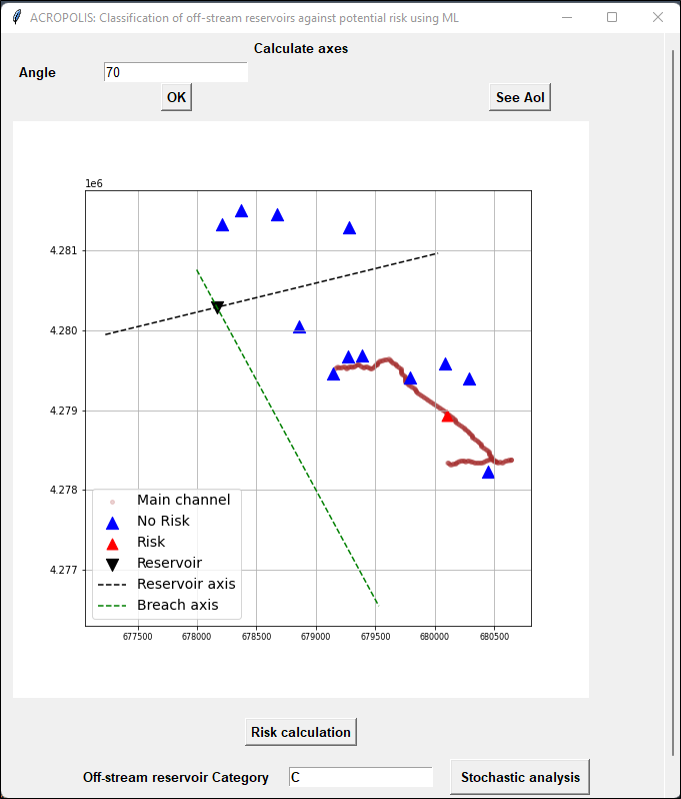 ACROPOLIS: Classification of off-stream reservoirs against potential risk using ML
Calculate axes
Angle 70
OK See AoI
1e6
4.281
4.280
4.279
4.278
4.277
Main channel
No Risk
Risk
Reservoir
Reservoir axis
Breach axis
677500 678000 678500 679000 679500 680000 680500
Risk calculation
Off-stream reservoir Category C Stochastic analysis